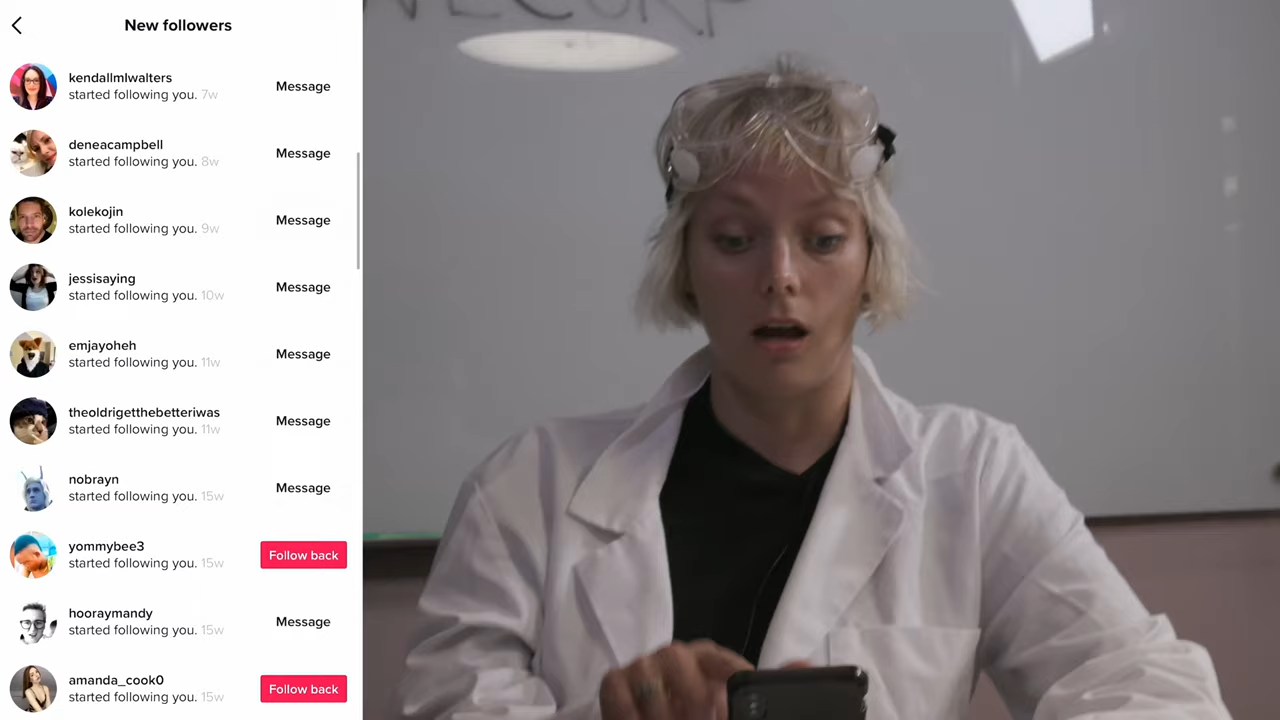 New followers
kendallmlwalters
started following you. 7w
Message
deneacampbell
started following you. 8w
Message
kolekojin
started following you. 9w
Message
jessisaying
started following you. 10w
Message
emjayoheh
started following you. 11w
Message
theoldrigetthebetteriwas
started following you. 11w
Message
nobrayn
started following you. 15w
Message
yommybee3
started following you. 15w
Follow back
hooraymandy
started following you. 15w
Message
amanda_cook0
started following you. 15w
Follow back